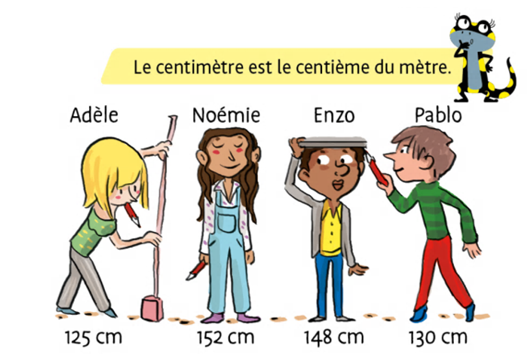 Le centimètre est le centième du mètre.
Adèle Noémie Enzo Pablo
125 cm 152 cm 148 cm 130 cm